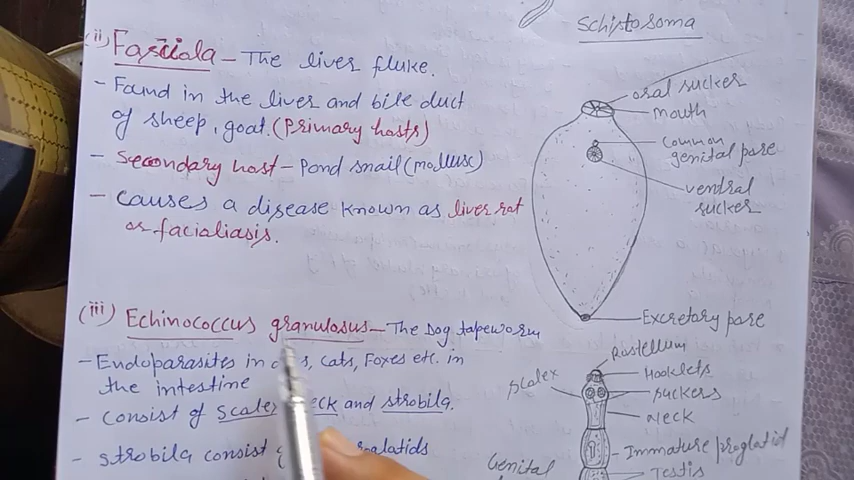 (ii) Fasciola - The liver fluke.
- Found in the liver and bile duct
of sheep, goat. (Primary hosts)
- Secondary host - Pond snail (mollusc)
- Causes a disease known as liver rot
or facialiasis.
(iii) Echinococcus granulosus - The Dog tapeworm
- Endoparasites in cats, Foxes etc. in
the intestine
- consist of Scalex neck and strobila.
- strobila consist proglatids
Schistosoma
oral sucker
mouth
common
genital pore
ventral
sucker
Excretory pore
Rostellum
scalex
Hooklets
suckers
Neck
Immature proglatid
Testis
Genital